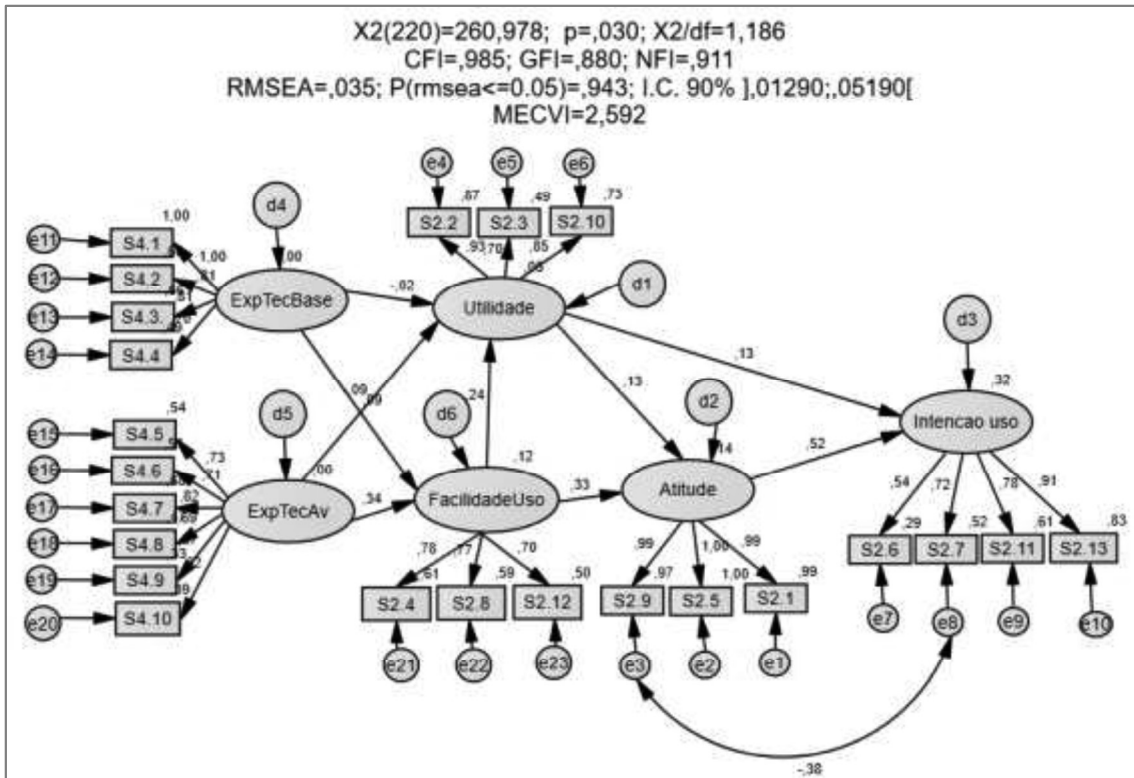 X2(220)=260,978; p=,030; X2/df=1,186
CFI=,985; GFI=,880; NFI=,911
RMSEA=,035; P(rmsea<=0.05)=,943; I.C. 90% ],01290;,05190[
MECVI=2,592
e4 e5 e6
,87 ,49 ,73
S2.2 S2.3 S2.10
,93 ,70 ,85
d4
1,00
e11 S4.1
1,00
e12 S4.2
e13 S4.3.
e14 S4.4
,00
ExpTecBase
-,02
Utilidade
d1
d3
,13
,32
Intencao uso
,09
,24
,13
d2
,14
,52
,54
e15 S4.5
,73
e16 S4.6
,71
e17 S4.7
,82
e18 S4.8
e19 S4.9
e20 S4.10
d5
,00
ExpTecAv
,34
d6
,12
FacilidadeUso
,33
Atitude
,54 ,72 ,78 ,91
,29 ,52 ,61 ,83
S2.6 S2.7 S2.11 S2.13
e7 e8 e9 e10
,78 ,77 ,70
,61 ,59 ,50
S2.4 S2.8 S2.12
e21 e22 e23
,99 1,00 ,99
,97 1,00 ,99
S2.9 S2.5 S2.1
e3 e2 e1
-,38